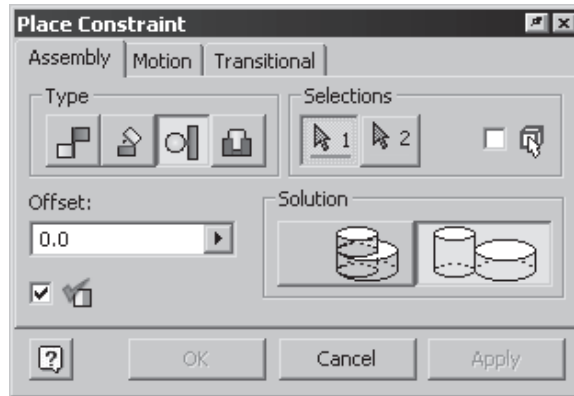 Place Constraint
Assembly Motion Transitional
Type
Selections
1 2
Offset:
Solution
0.0
? OK Cancel Apply